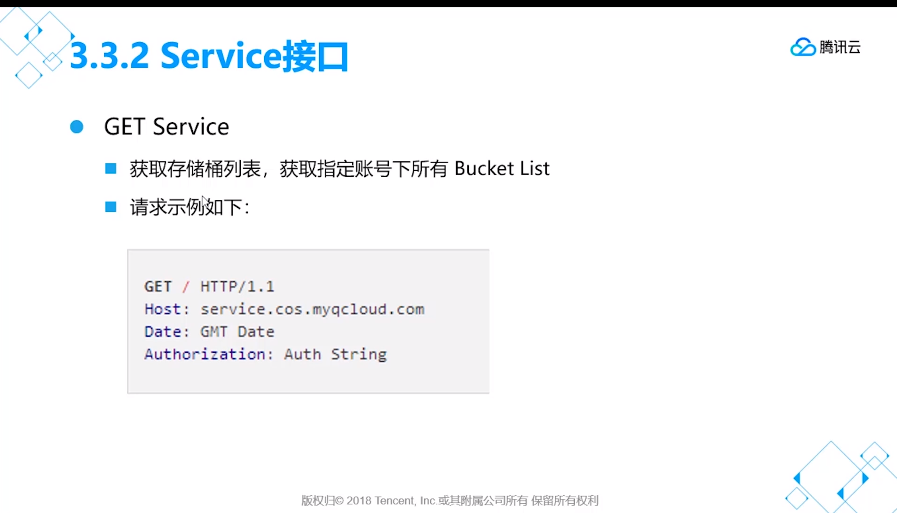 3.3.2 Service接口
腾讯云
GET Service
获取存储桶列表，获取指定账号下所有 Bucket List
请求示例如下：
GET / HTTP/1.1
Host: service.cos.myqcloud.com
Date: GMT Date
Authorization: Auth String
版权归© 2018 Tencent, Inc.或其附属公司所有 保留所有权利